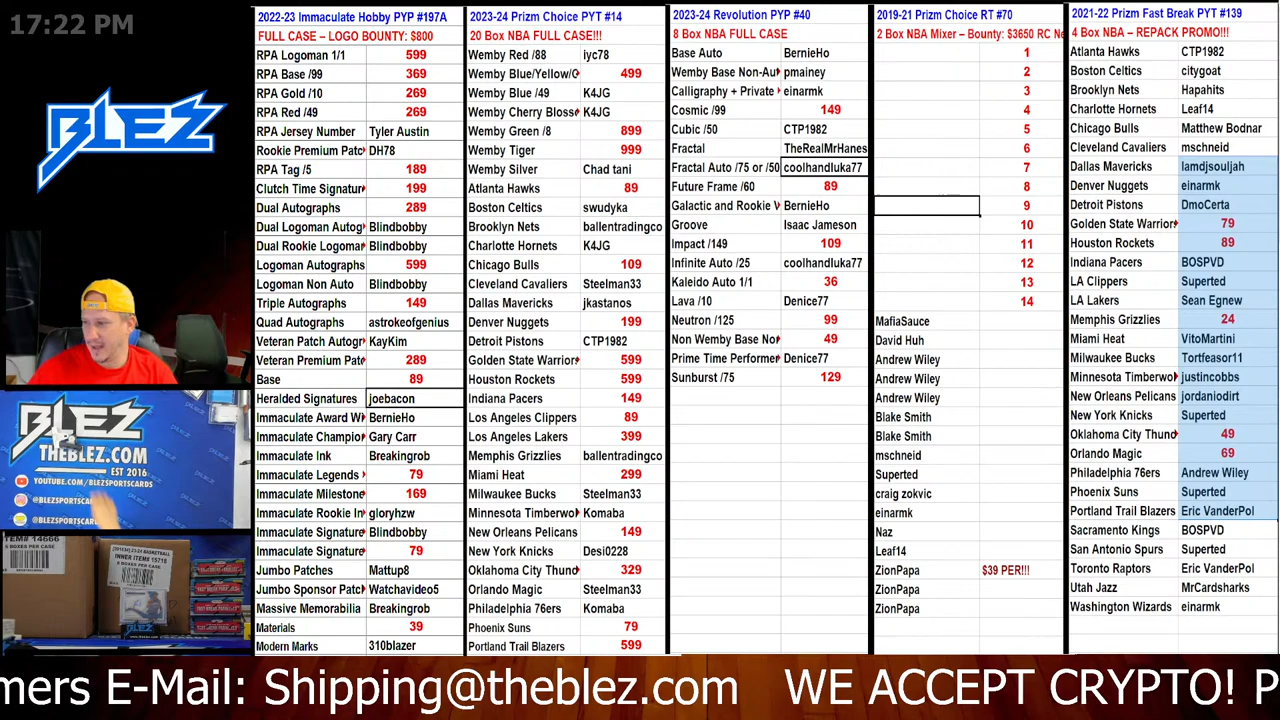 17:22 PM
BLEZ
BLEZ
THEBLEZ.COM
EST 2016
YOUTUBE.COM/BLEZSPORTSCARDS
@BLEZSPORTSCA
@BLEZSPORTSCA
ITEM# 14666
INNER ITEM# 15718
2022-23 Immaculate Hobby PYP #197A
FULL CASE – LOGO BOUNTY: $800
RPA Logoman 1/1 599
RPA Base /99 369
RPA Gold /10 269
RPA Red /49 269
RPA Jersey Number Tyler Austin
Rookie Premium Patc DH78
RPA Tag /5 189
Clutch Time Signatur 199
Dual Autographs 289
Dual Logoman Autog Blindbobby
Dual Rookie Logoma Blindbobby
Logoman Autographs 599
Logoman Non Auto Blindbobby
Triple Autographs 149
Quad Autographs astrokeofgenius
Veteran Patch Autogr KayKim
Veteran Premium Pat 289
Base 89
Heralded Signatures joebacon
Immaculate Award Wi BernieHo
Immaculate Champio Gary Carr
Immaculate Ink Breakingrob
Immaculate Legends 79
Immaculate Milestone 169
Immaculate Rookie In gloryhzw
Immaculate Signature Blindbobby
Immaculate Signature 79
Jumbo Patches Mattup8
Jumbo Sponsor Patc Watchavideo5
Massive Memorabilia Breakingrob
Materials 39
Modern Marks 310blazer
2023-24 Prizm Choice PYT #14
20 Box NBA FULL CASE!!!
Wemby Red /88 iyc78
Wemby Blue/Yellow/G 499
Wemby Blue /49 K4JG
Wemby Cherry Bloss K4JG
Wemby Green /8 899
Wemby Tiger 999
Wemby Silver Chad tani
Atlanta Hawks 89
Boston Celtics swudyka
Brooklyn Nets ballentradingco
Charlotte Hornets K4JG
Chicago Bulls 109
Cleveland Cavaliers Steelman33
Dallas Mavericks jkastanos
Denver Nuggets 199
Detroit Pistons CTP1982
Golden State Warrior 599
Houston Rockets 599
Indiana Pacers 149
Los Angeles Clippers 89
Los Angeles Lakers 399
Memphis Grizzlies ballentradingco
Miami Heat 299
Milwaukee Bucks Steelman33
Minnesota Timberwo Komaba
New Orleans Pelicans 149
New York Knicks Desi0228
Oklahoma City Thunc 329
Orlando Magic Steelman33
Philadelphia 76ers Komaba
Phoenix Suns 79
Portland Trail Blazers 599
2023-24 Revolution PYP #40
8 Box NBA FULL CASE
Base Auto BernieHo
Wemby Base Non-Au pmainey
Calligraphy + Private einarmk
Cosmic /99 149
Cubic /50 CTP1982
Fractal TheRealMrHanes
Fractal Auto /75 or /50 coolhandluka77
Future Frame /60 89
Galactic and Rookie V BernieHo
Groove Isaac Jameson
Impact /149 109
Infinite Auto /25 coolhandluka77
Kaleido Auto 1/1 36
Lava /10 Denice77
Neutron /125 99
Non Wemby Base Nor 49
Prime Time Performer Denice77
Sunburst /75 129
2019-21 Prizm Choice RT #70
2 Box NBA Mixer – Bounty: $3650 RC Ne
1
2
3
4
5
6
7
8
9
10
11
12
13
14
MafiaSauce
David Huh
Andrew Wiley
Andrew Wiley
Andrew Wiley
Blake Smith
Blake Smith
mschneid
Superted
craig zokvic
einarmk
Naz
Leaf14
ZionPapa $39 PER!!!
ZionPapa
ZionPapa
2021-22 Prizm Fast Break PYT #139
4 Box NBA – REPACK PROMO!!!
Atlanta Hawks CTP1982
Boston Celtics citygoat
Brooklyn Nets Hapahits
Charlotte Hornets Leaf14
Chicago Bulls Matthew Bodnar
Cleveland Cavaliers mschneid
Dallas Mavericks Iamdjsouljah
Denver Nuggets einarmk
Detroit Pistons DmoCerta
Golden State Warrior 79
Houston Rockets 89
Indiana Pacers BOSPVD
LA Clippers Superted
LA Lakers Sean Egnew
Memphis Grizzlies 24
Miami Heat VitoMartini
Milwaukee Bucks Tortfeasor11
Minnesota Timberwo justincobbs
New Orleans Pelicans jordaniodirt
New York Knicks Superted
Oklahoma City Thunc 49
Orlando Magic 69
Philadelphia 76ers Andrew Wiley
Phoenix Suns Superted
Portland Trail Blazers Eric VanderPol
Sacramento Kings BOSPVD
San Antonio Spurs Superted
Toronto Raptors Eric VanderPol
Utah Jazz MrCardsharks
Washington Wizards einarmk
mers E-Mail: Shipping@theblez.com WE ACCEPT CRYPTO! P